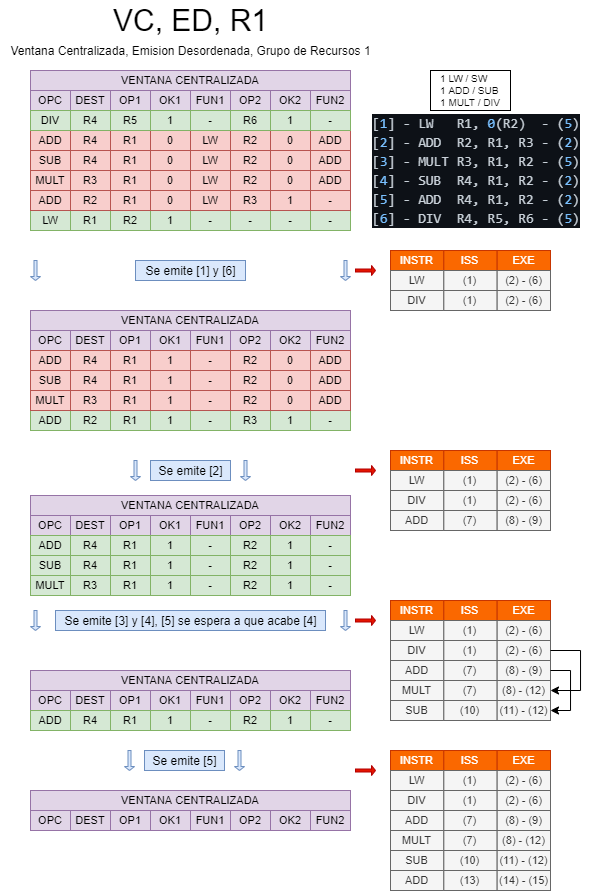 VC, ED, R1
Ventana Centralizada, Emision Desordenada, Grupo de Recursos 1
VENTANA CENTRALIZADA
OPC DEST OP1 OK1 FUN1 OP2 OK2 FUN2
DIV R4 R5 1 - R6 1 -
ADD R4 R1 0 LW R2 0 ADD
SUB R4 R1 0 LW R2 0 ADD
MULT R3 R1 0 LW R2 0 ADD
ADD R2 R1 0 LW R3 1 -
LW R1 R2 1 - - - -
1 LW / SW
1 ADD / SUB
1 MULT / DIV
[1] - LW R1, 0(R2) - (5)
[2] - ADD R2, R1, R3 - (2)
[3] - MULT R3, R1, R2 - (5)
[4] - SUB R4, R1, R2 - (2)
[5] - ADD R4, R1, R2 - (2)
[6] - DIV R4, R5, R6 - (5)
Se emite [1] y [6]
INSTR ISS EXE
LW (1) (2) - (6)
DIV (1) (2) - (6)
VENTANA CENTRALIZADA
OPC DEST OP1 OK1 FUN1 OP2 OK2 FUN2
ADD R4 R1 1 - R2 0 ADD
SUB R4 R1 1 - R2 0 ADD
MULT R3 R1 1 - R2 0 ADD
ADD R2 R1 1 - R3 1 -
Se emite [2]
INSTR ISS EXE
LW (1) (2) - (6)
DIV (1) (2) - (6)
ADD (7) (8) - (9)
VENTANA CENTRALIZADA
OPC DEST OP1 OK1 FUN1 OP2 OK2 FUN2
ADD R4 R1 1 - R2 1 -
SUB R4 R1 1 - R2 1 -
MULT R3 R1 1 - R2 1 -
Se emite [3] y [4], [5] se espera a que acabe [4]
INSTR ISS EXE
LW (1) (2) - (6)
DIV (1) (2) - (6)
ADD (7) (8) - (9)
MULT (7) (8) - (12)
SUB (10) (11) - (12)
VENTANA CENTRALIZADA
OPC DEST OP1 OK1 FUN1 OP2 OK2 FUN2
ADD R4 R1 1 - R2 1 -
Se emite [5]
INSTR ISS EXE
LW (1) (2) - (6)
DIV (1) (2) - (6)
ADD (7) (8) - (9)
MULT (7) (8) - (12)
SUB (10) (11) - (12)
ADD (13) (14) - (15)
VENTANA CENTRALIZADA
OPC DEST OP1 OK1 FUN1 OP2 OK2 FUN2